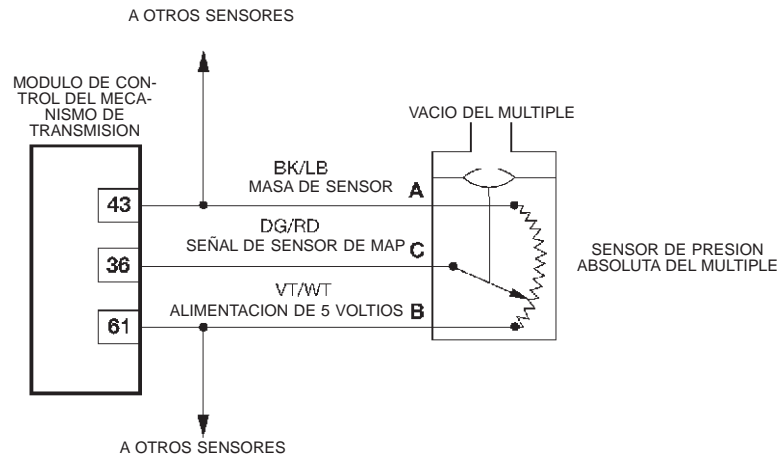 A OTROS SENSORES
MODULO DE CON-
TROL DEL MECA-
NISMO DE
TRANSMISION
VACIO DEL MULTIPLE
BK/LB
43
MASA DE SENSOR
A
DG/RD
36
SEÑAL DE SENSOR DE MAP
C
SENSOR DE PRESION
ABSOLUTA DEL MULTIPLE
VT/WT
61
ALIMENTACION DE 5 VOLTIOS
B
A OTROS SENSORES